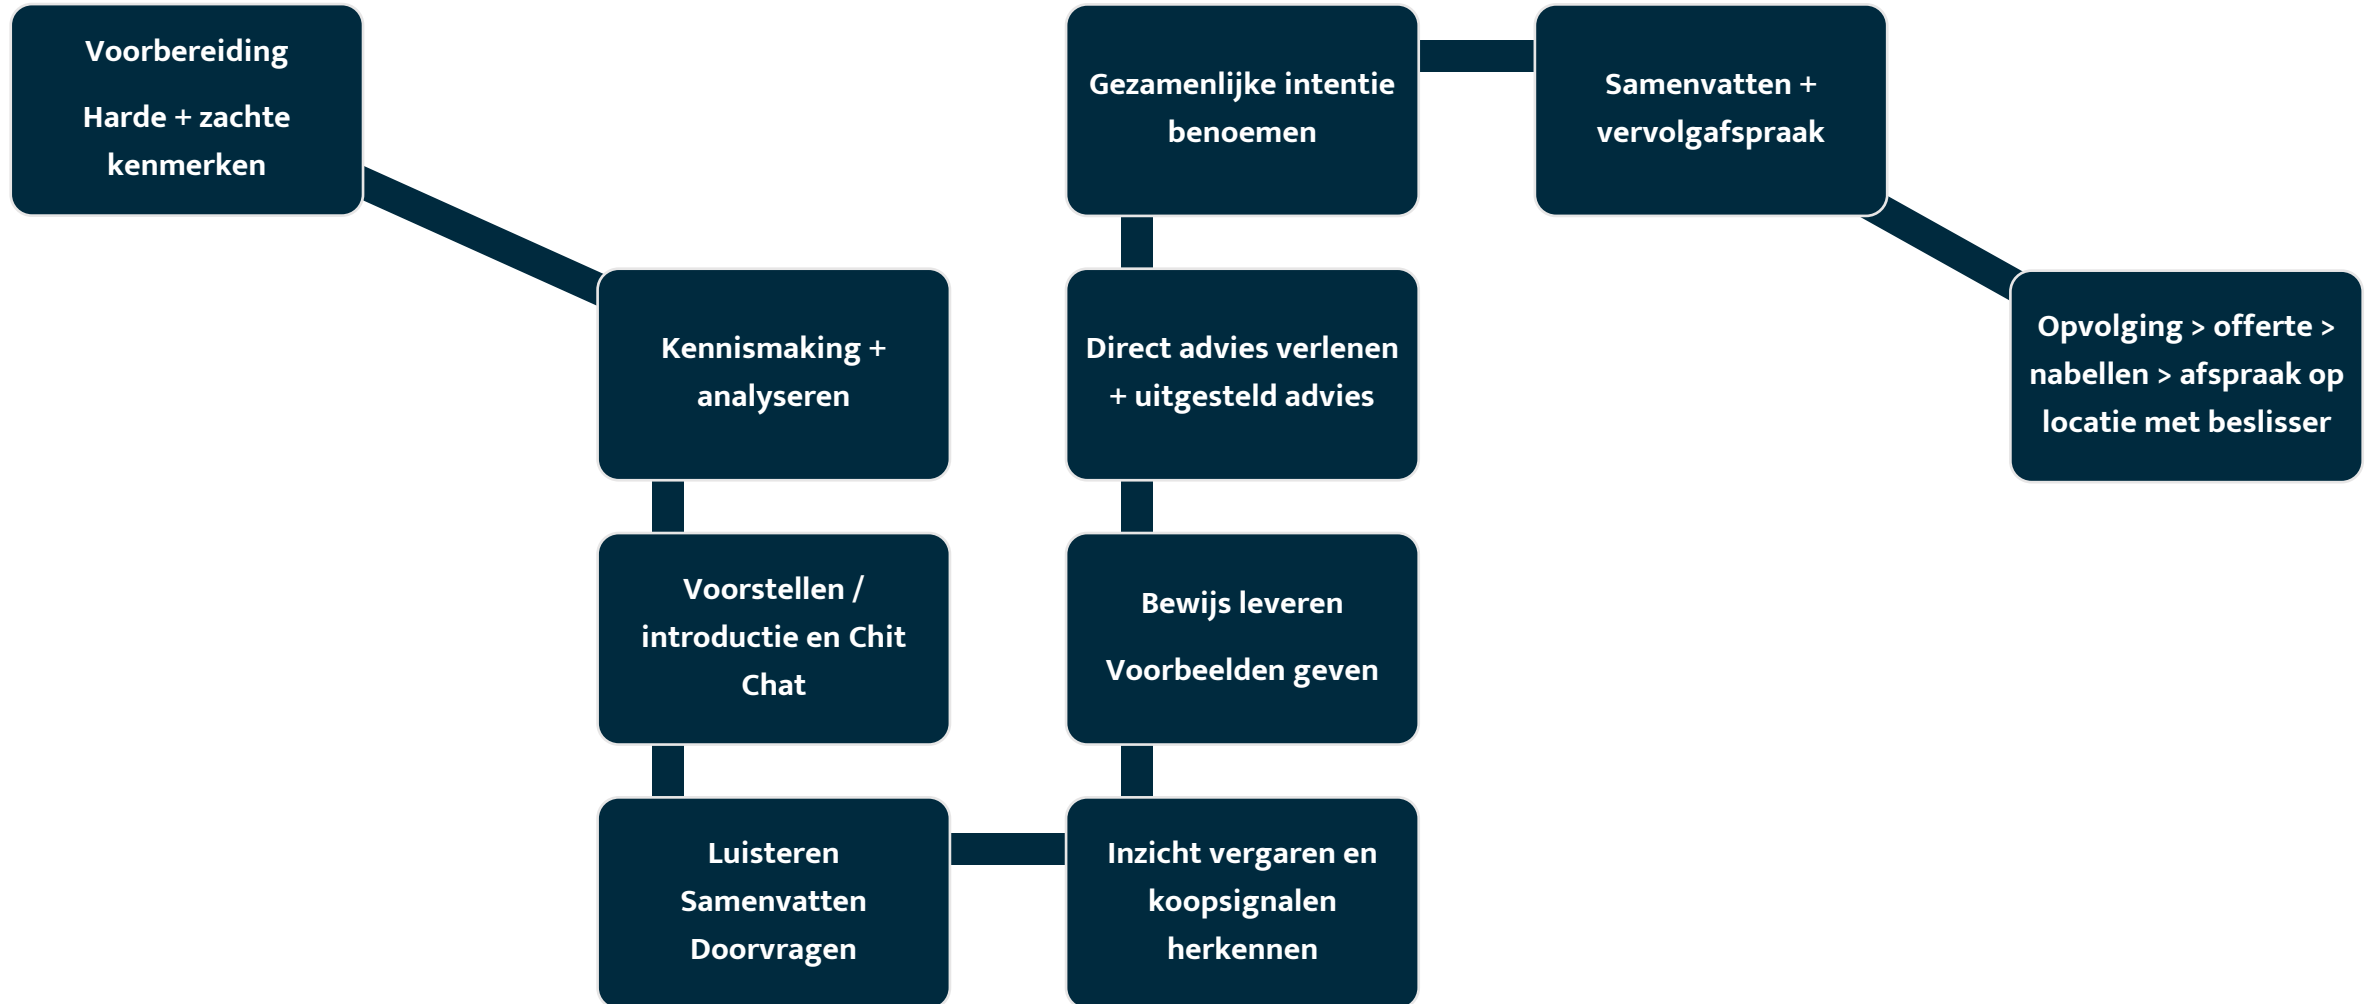 Voorbereiding
Harde + zachte
kenmerken
Kennismaking +
analyseren
Voorstellen /
introductie en Chit
Chat
Luisteren
Samenvatten
Doorvragen
Inzicht vergaren en
koopsignalen
herkennen
Bewijs leveren
Voorbeelden geven
Direct advies verlenen
+ uitgesteld advies
Gezamenlijke intentie
benoemen
Samenvatten +
vervolgafspraak
Opvolging > offerte >
nabellen > afspraak op
locatie met beslisser